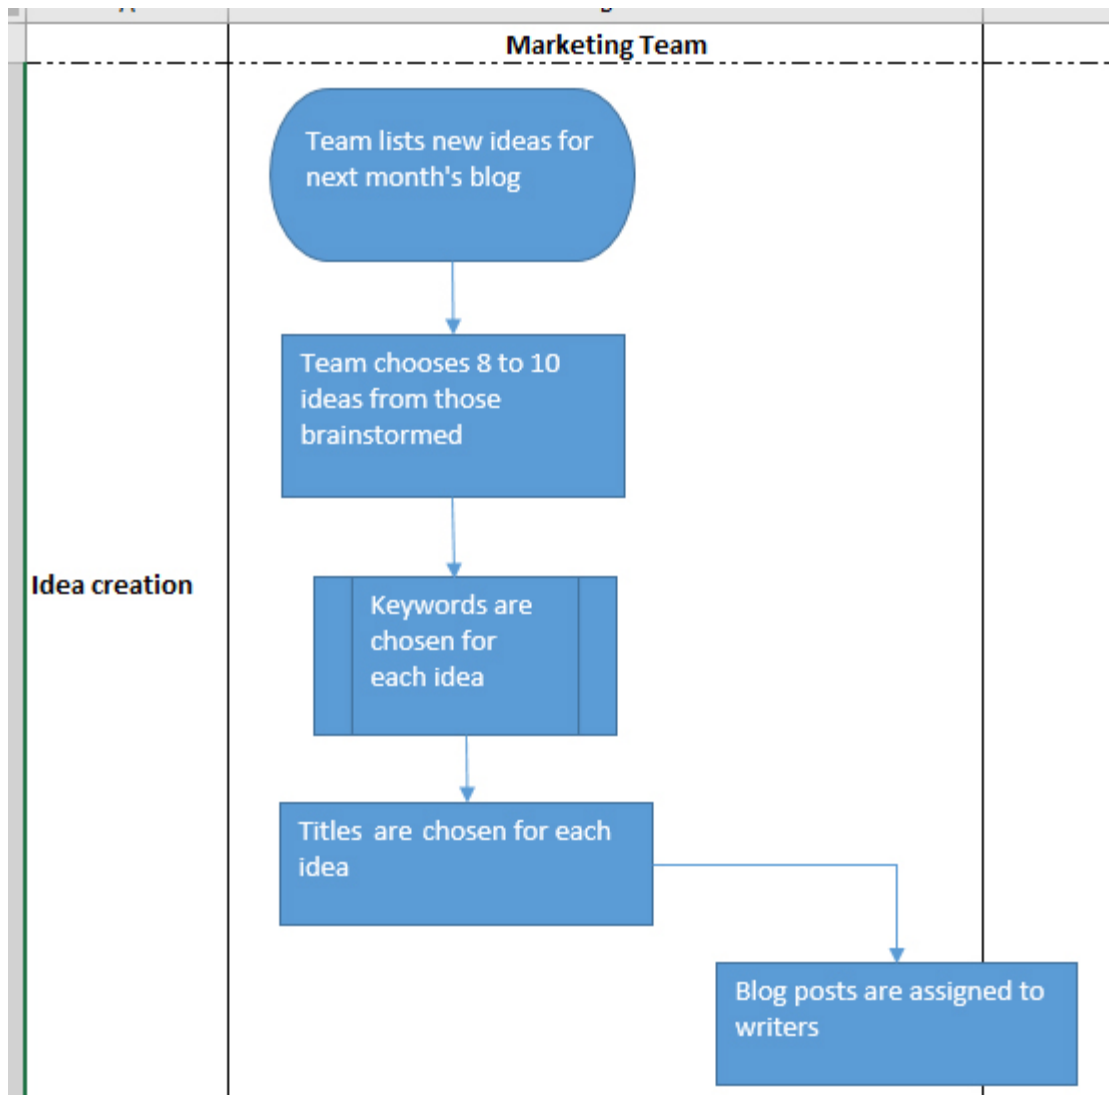 Marketing Team
Team lists new ideas for
next month's blog
Team chooses 8 to 10
ideas from those
brainstormed
Idea creation
Keywords are
chosen for
each idea
Titles are chosen for each
idea
Blog posts are assigned to
writers